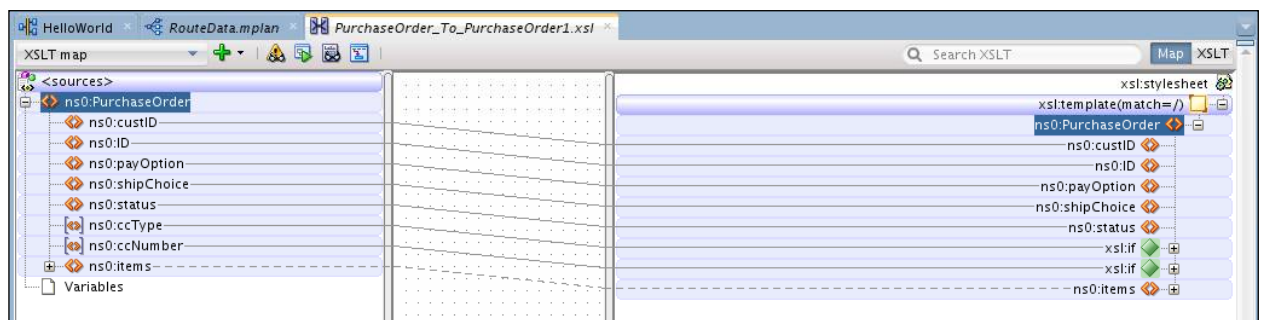 HelloWorld RouteData.mplan PurchaseOrder_To_PurchaseOrder1.xsl
XSLT map Search XSLT Map XSLT
<sources> xsl:stylesheet
ns0:PurchaseOrder xsl:template(match=/)
ns0:custID ns0:PurchaseOrder
ns0:ID ns0:custID
ns0:payOption ns0:ID
ns0:shipChoice ns0:payOption
ns0:status ns0:shipChoice
ns0:ccType ns0:status
ns0:ccNumber xsl:if
ns0:items xsl:if
Variables ns0:items